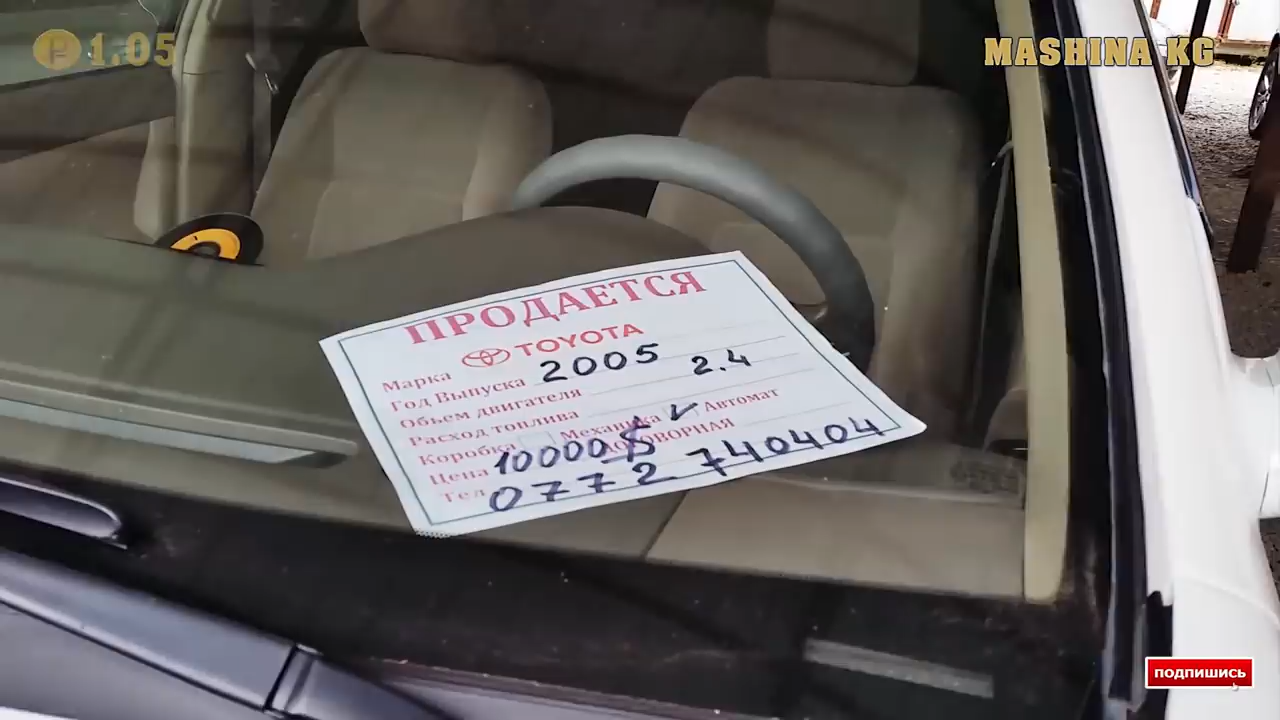 1.05
MASHINA KG
ПРОДАЕТСЯ
Марка TOYOTA
Год Выпуска 2005
Объем двигателя 2.4
Расход топлива
Коробка Механика ✓ Автомат
Цена 10000$ ДОГОВОРНАЯ
Тел 0772 740404
подпишись